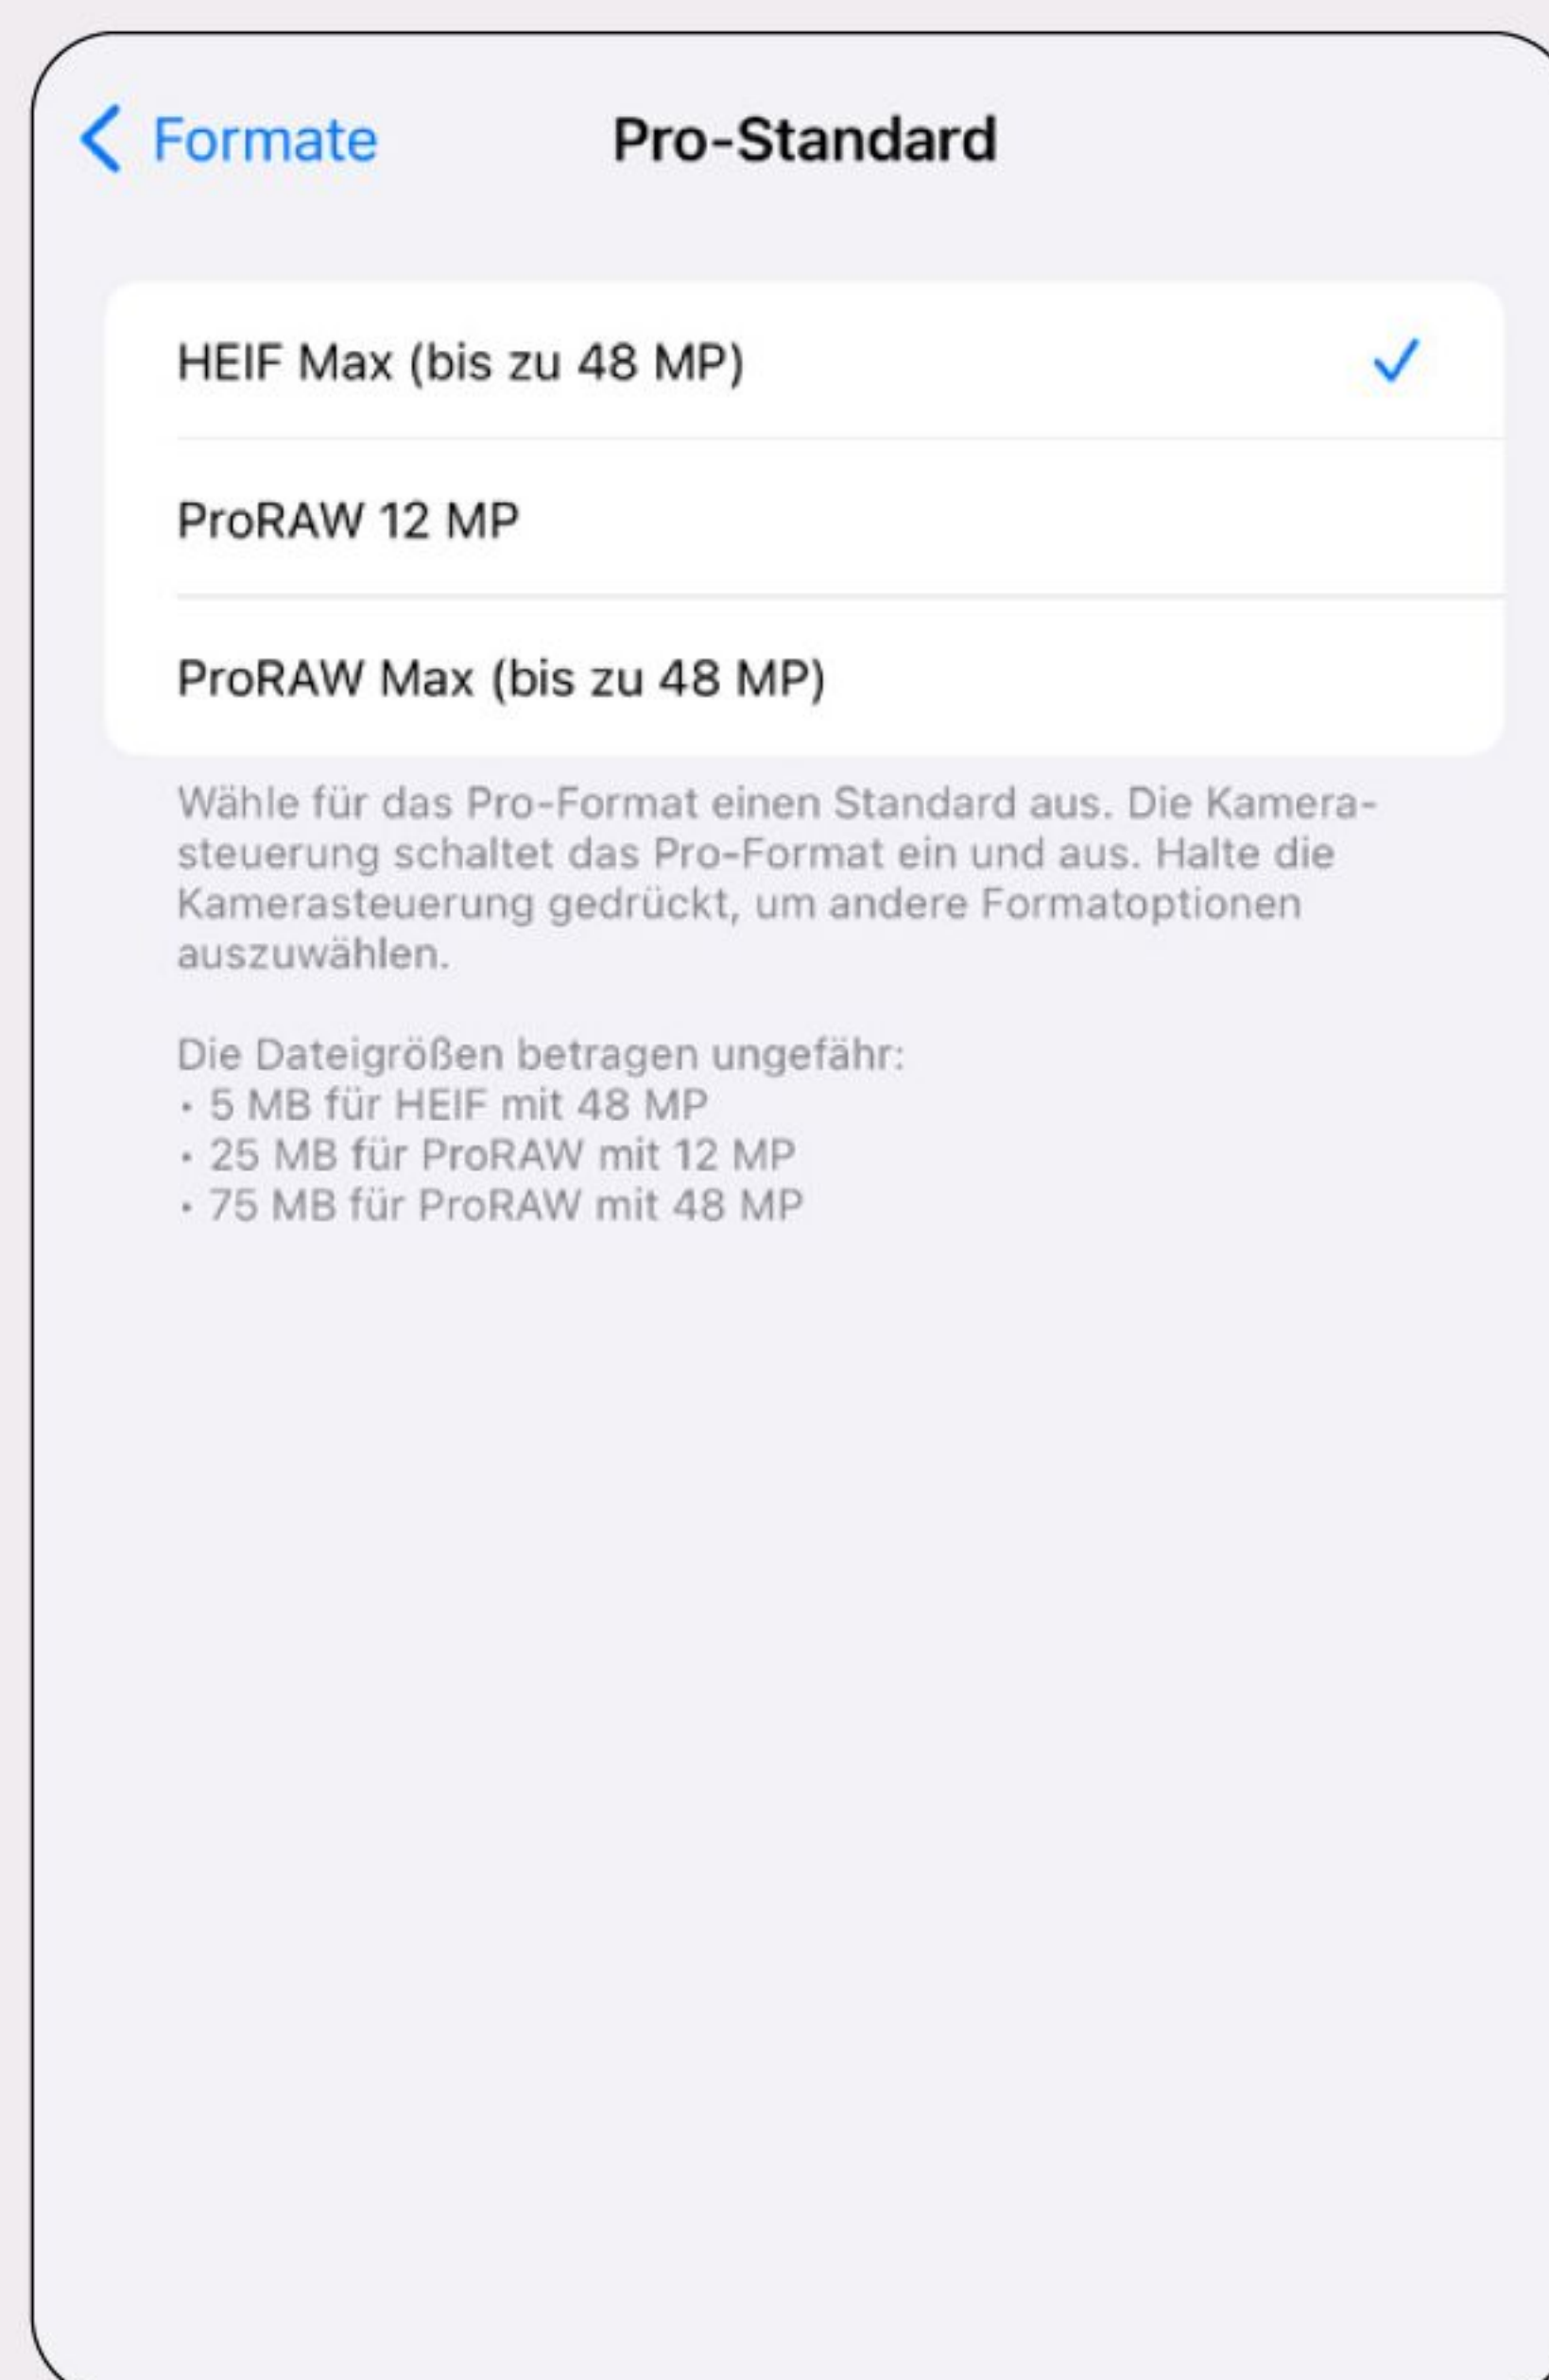 Formate
Pro-Standard
HEIF Max (bis zu 48 MP)
ProRAW 12 MP
ProRAW Max (bis zu 48 MP)
Wähle für das Pro-Format einen Standard aus. Die Kamera-
steuerung schaltet das Pro-Format ein und aus. Halte die
Kamerasteuerung gedrückt, um andere Formatoptionen
auszuwählen.
Die Dateigrößen betragen ungefähr:
• 5 MB für HEIF mit 48 MP
• 25 MB für ProRAW mit 12 MP
• 75 MB für ProRAW mit 48 MP